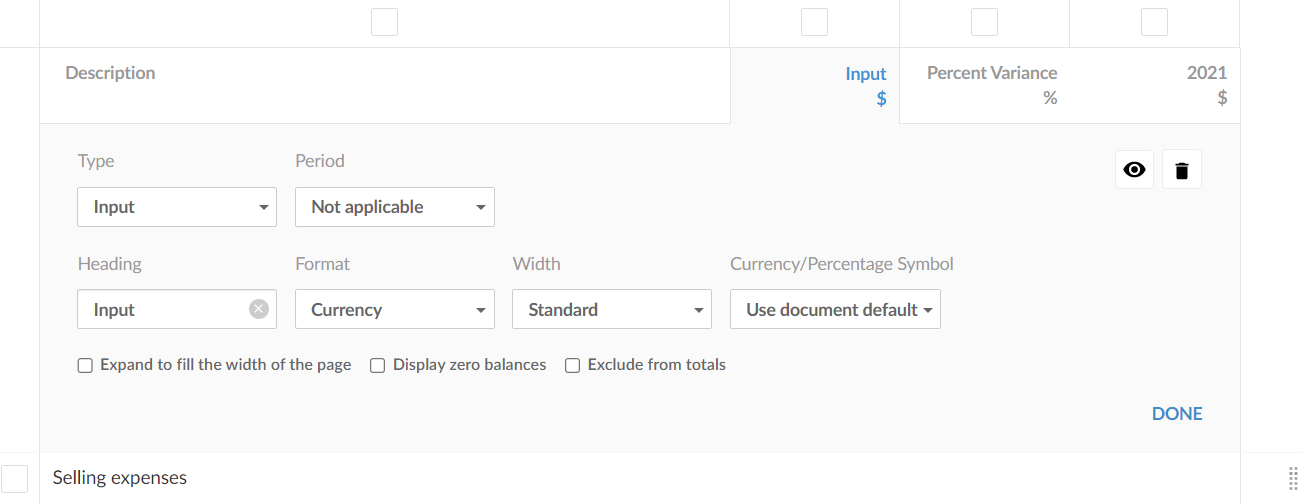 Description
Input
$
Percent Variance
%
2021
$
Type
Period
Input
Not applicable
Heading
Format
Width
Currency/Percentage Symbol
Input
Currency
Standard
Use document default
Expand to fill the width of the page
Display zero balances
Exclude from totals
DONE
Selling expenses